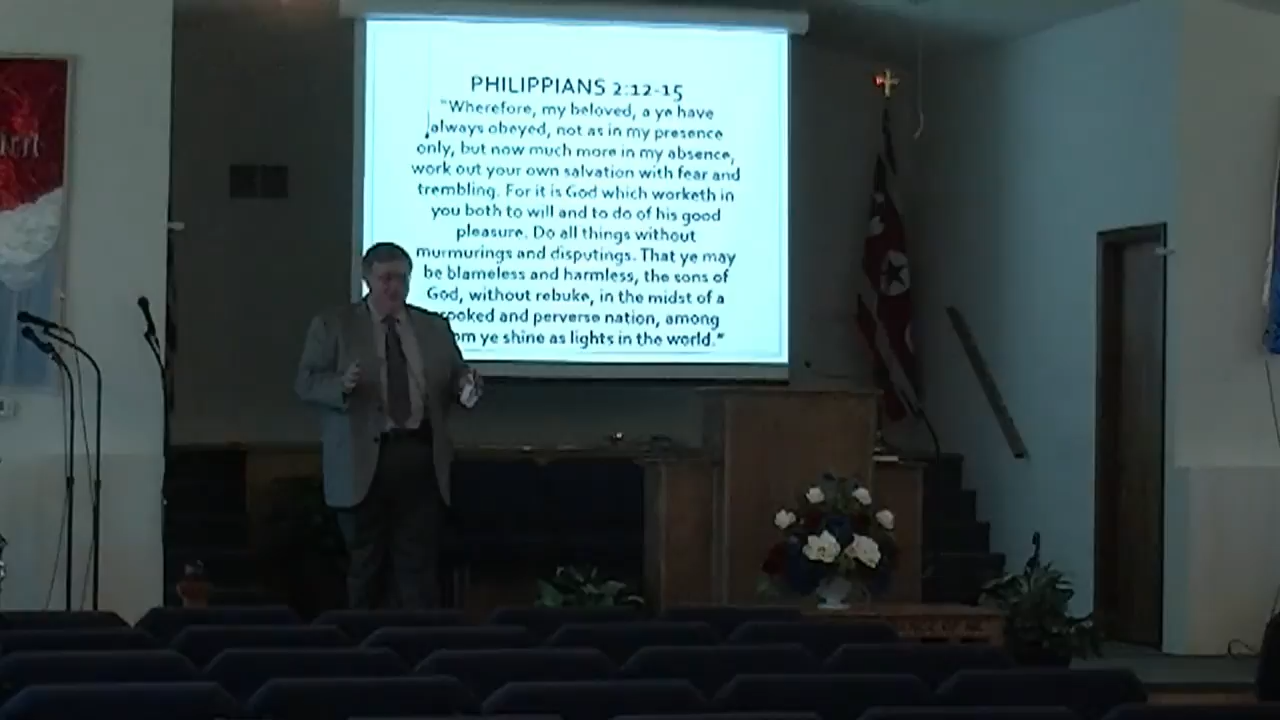 PHILIPPIANS 2:12-15
"Wherefore, my beloved, a ye have
always obeyed, not as in my presence
only, but now much more in my absence,
work out your own salvation with fear and
trembling. For it is God which worketh in
you both to will and to do of his good
pleasure. Do all things without
murmurings and disputings. That ye may
be blameless and harmless, the sons of
God, without rebuke, in the midst of a
rooked and perverse nation, among
om ye shine as lights in the world."